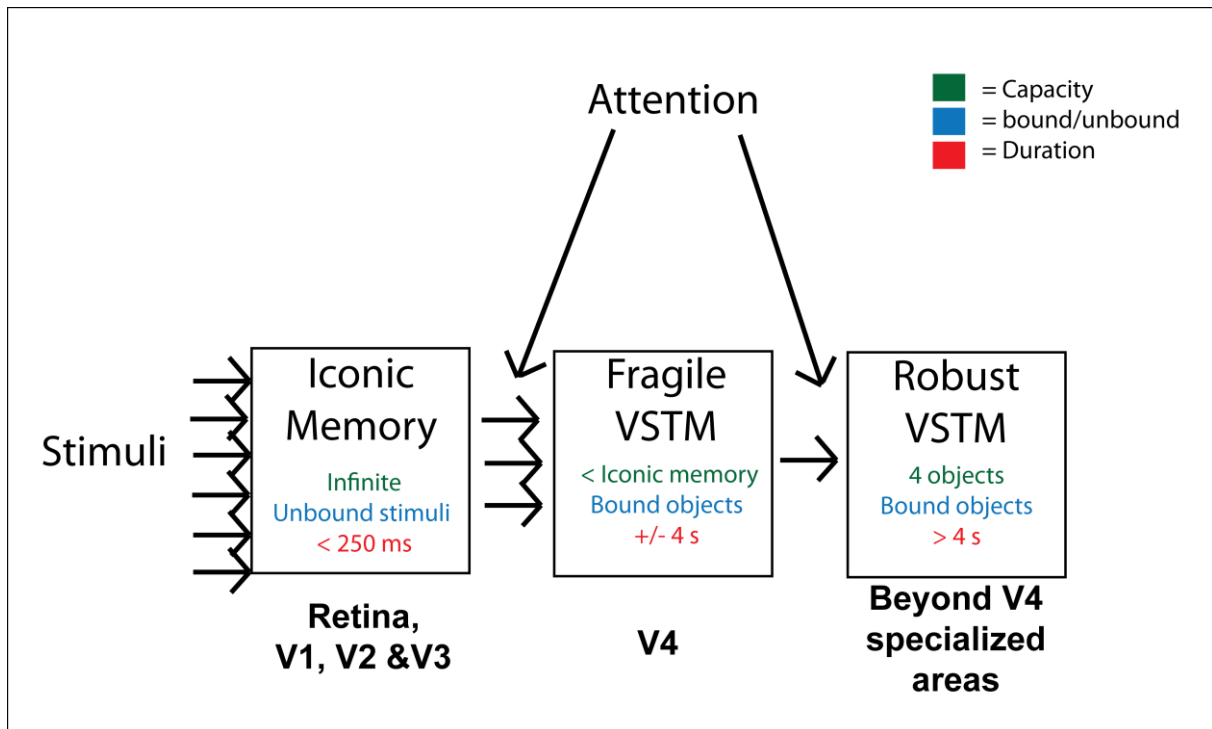 Attention
= Capacity
= bound/unbound
= Duration
Stimuli
Iconic
Memory
Infinite
Unbound stimuli
< 250 ms
Retina,
V1, V2 &V3
Fragile
VSTM
< Iconic memory
Bound objects
+/- 4 s
V4
Robust
VSTM
4 objects
Bound objects
> 4 s
Beyond V4
specialized
areas